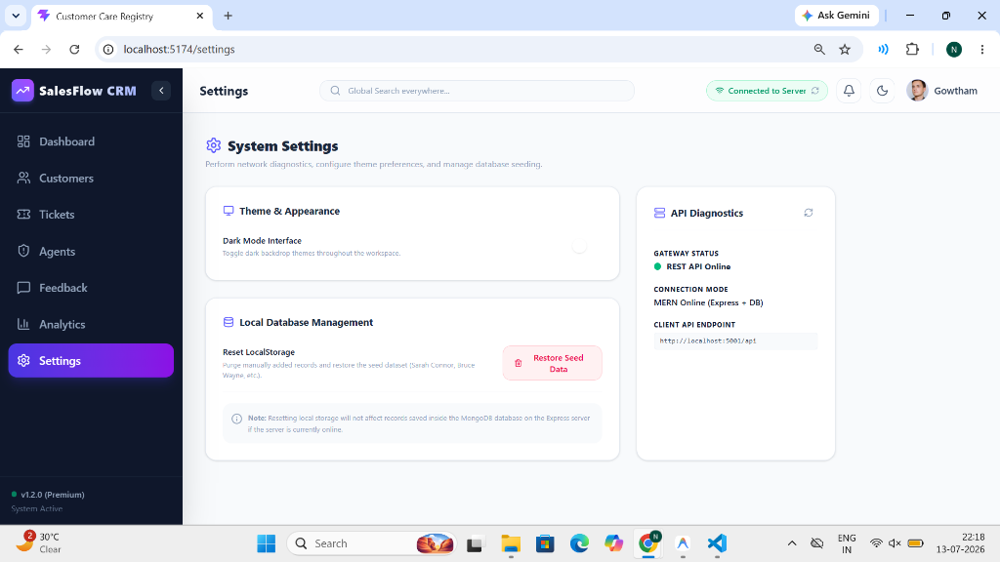 Customer Care Registry
Ask Gemini
localhost:5174/settings
N
SalesFlow CRM
Settings
Global Search everywhere...
Connected to Server
Gowtham
Dashboard
Customers
Tickets
Agents
Feedback
Analytics
Settings
v1.2.0 (Premium)
System Active
System Settings
Perform network diagnostics, configure theme preferences, and manage database seeding.
Theme & Appearance
Dark Mode Interface
Toggle dark backdrop themes throughout the workspace.
Local Database Management
Reset LocalStorage
Purge manually added records and restore the seed dataset (Sarah Connor, Bruce
Wayne, etc.).
Restore Seed
Data
Note: Resetting local storage will not affect records saved inside the MongoDB database on the Express server
if the server is currently online.
API Diagnostics
GATEWAY STATUS
REST API Online
CONNECTION MODE
MERN Online (Express + DB)
CLIENT API ENDPOINT
http://localhost:5001/api
2
30°C
Clear
Search
N
ENG
IN
22:18
13-07-2026